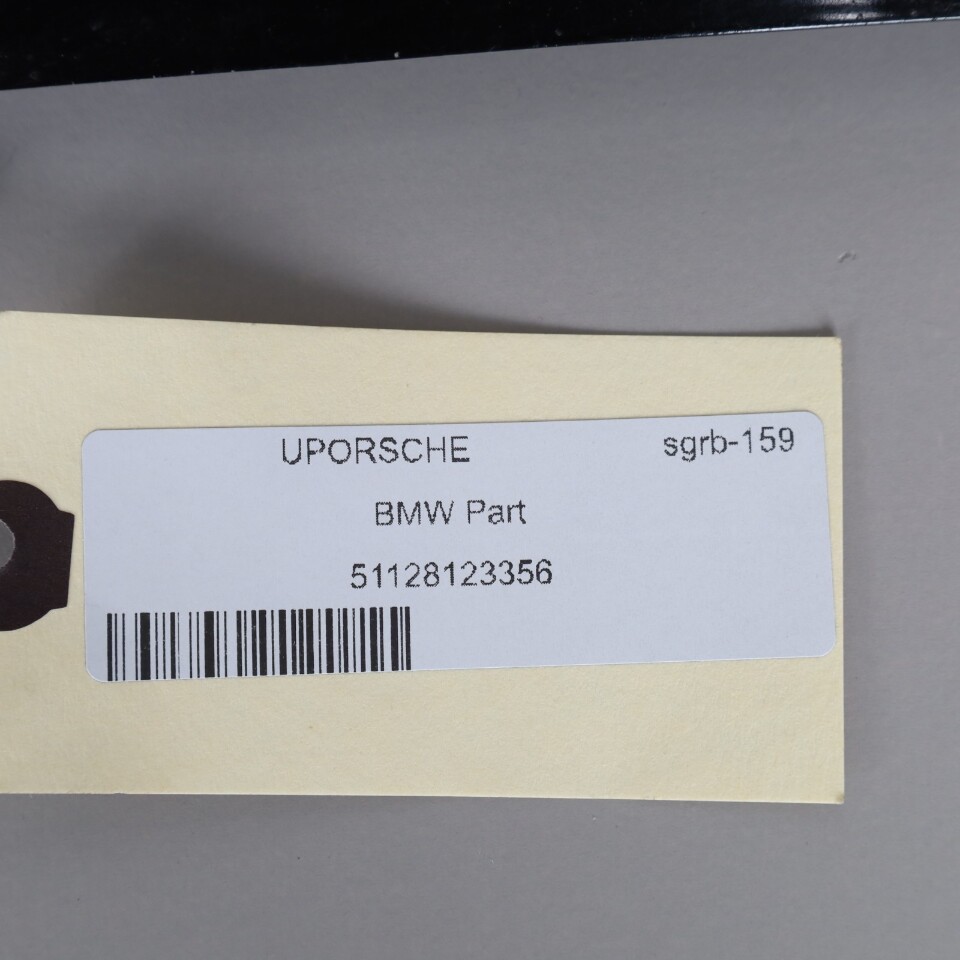 UPORSCHE sgrb-159
BMW Part
51128123356